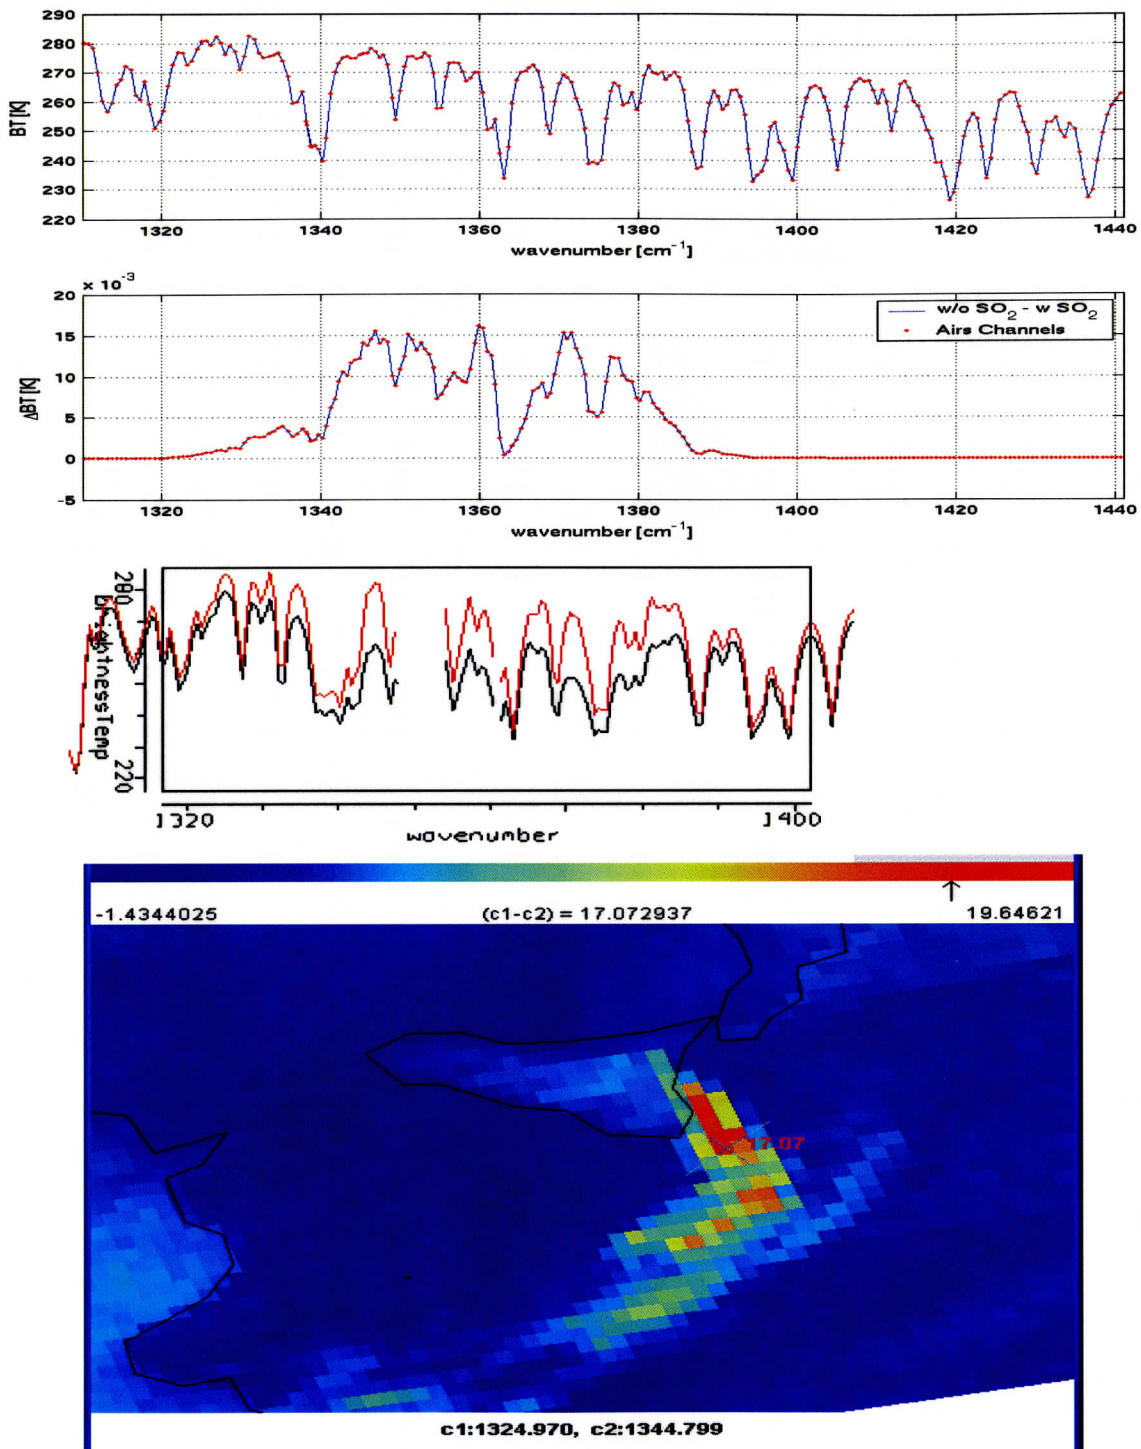 290
280
270
260
250
240
230
220
BT[K]
1320 1340 1360 1380 1400 1420 1440
wavenumber [cm⁻¹]
x 10⁻³
20
15
10
5
0
-5
ΔBT[K]
w/o SO₂ - w SO₂
Airs Channels
1320 1340 1360 1380 1400 1420 1440
wavenumber [cm⁻¹]
280
220
BrightnessTemp
1320 1400
wavenumber
-1.4344025 (c1-c2) = 17.072937 19.64621
17.07
c1:1324.970, c2:1344.799